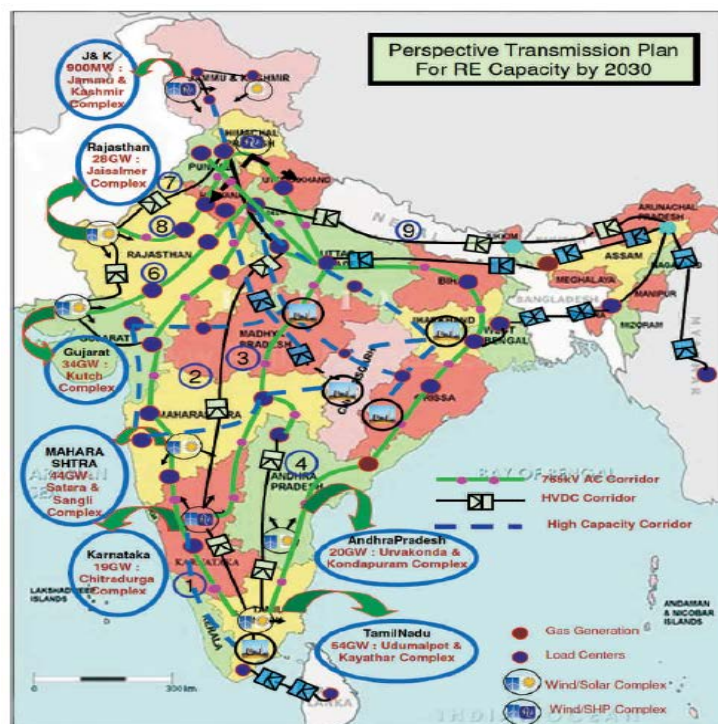 Perspective Transmission Plan
For RE Capacity by 2030
J& K
900MW :
Jammu &
Kashmir
Complex
JAMMU & KASHMIR
Rajasthan
28GW :
Jaisalmer
Complex
7
8
RAJASTHAN
6
9
NEPAL
ARUNACHAL
PRADESH
ASSAM
MEGHALAYA
BANGLADESH
MANIPUR
MIZORAM
WEST
BENGAL
GUJARAT
Gujarat
34GW :
Kutch
Complex
MADHYA
PRADESH
2
3
MAHARASHTRA
ORISSA
MAHARA
SHTRA
44GW:
Satara &
Sangli
Complex
4
ANDHRA
PRADESH
BAY OF BENGAL
765kV AC Corridor
HVDC Corridor
High Capacity Corridor
Karnataka
19GW :
Chitradurga
Complex
KARNATAKA
AndhraPradesh
20GW : Urvakonda &
Kondapuram Complex
LAKSHADWEEP
ISLANDS
1
KERALA
TamilNadu
54GW : Udumalpet &
Kayathar Complex
ANDAMAN
AND NICOBAR
ISLANDS
Gas Generation
Load Centers
Wind/Solar Complex
Wind/SHP Complex
0
300 km